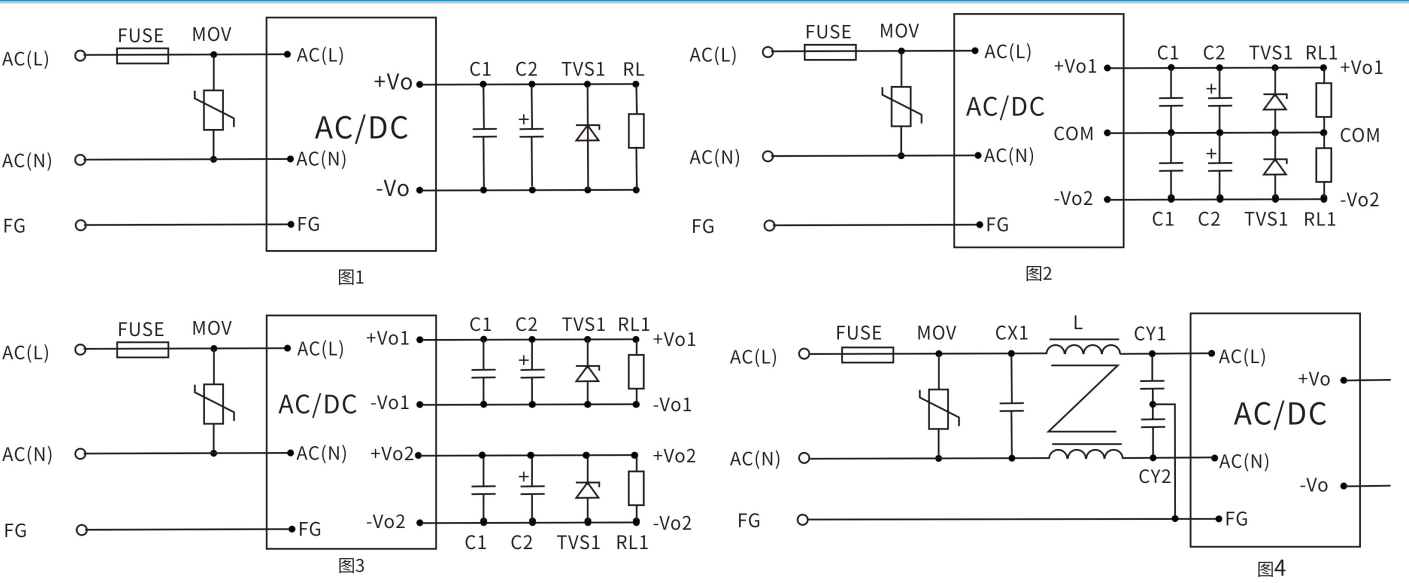 FUSE MOV
AC(L) AC(L)
C1 C2 TVS1 RL
+Vo
+
AC/DC
AC(N) AC(N)
-Vo
FG FG
图1
FUSE MOV
AC(L) AC(L)
C1 C2 TVS1 RL1
+Vo1 +Vo1
+
AC/DC
COM COM
+
AC(N) AC(N)
-Vo2 -Vo2
C1 C2 TVS1 RL1
FG FG
图2
FUSE MOV
C1 C2 TVS1 RL1
+Vo1 +Vo1
AC(L) AC(L)
+
AC/DC
-Vo1 -Vo1
AC(N) AC(N)
+Vo2 +Vo2
+
-Vo2 -Vo2
FG FG
C1 C2 TVS1 RL1
图3
FUSE MOV CX1 L CY1
AC(L) AC(L)
+Vo
AC/DC
AC(N) AC(N)
CY2
-Vo
FG FG
图4